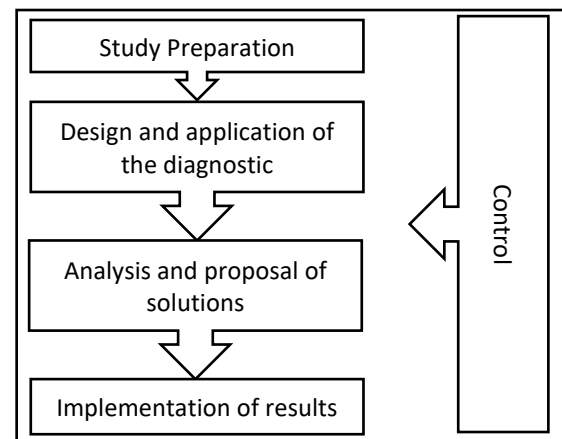 Study Preparation
Design and application of
the diagnostic
Analysis and proposal of
solutions
Implementation of results
Control